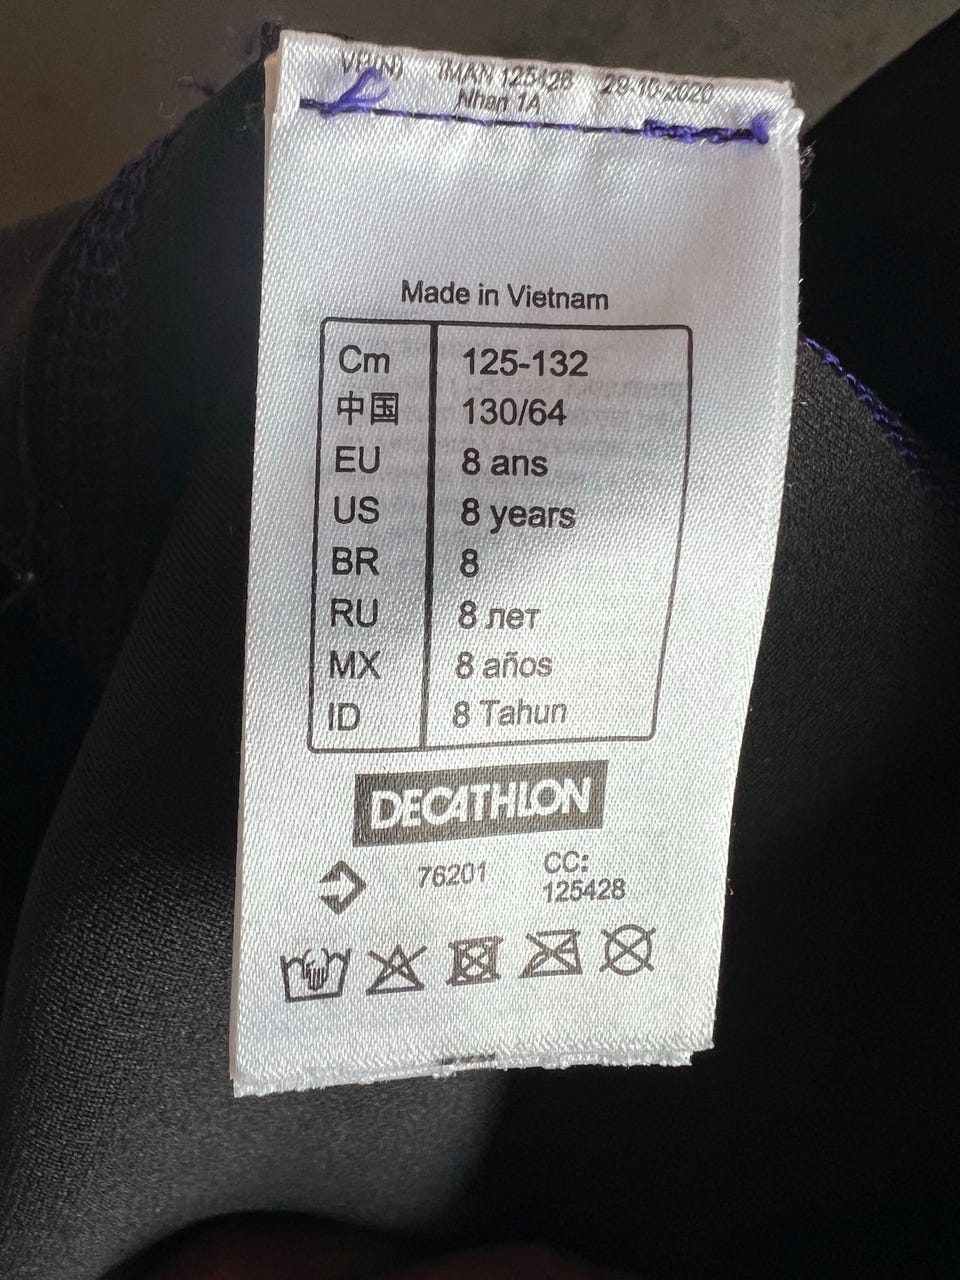 IMAN 125428 29-10-2020
Nhan 1A
Made in Vietnam
Cm 125-132
中国 130/64
EU 8 ans
US 8 years
BR 8
RU 8 лет
MX 8 años
ID 8 Tahun
DECATHLON
76201 CC:
125428